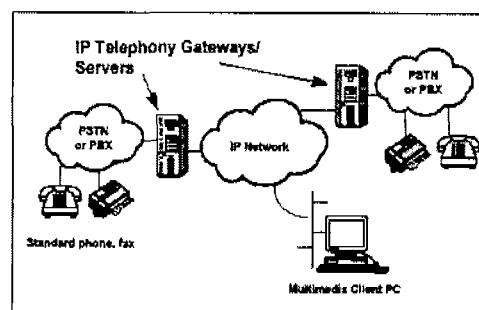 IP Telephony Gateways/
Servers
PSTN
or PBX
PSTN
or PBX
IP Network
Standard phone, fax
Multimedia Client PC